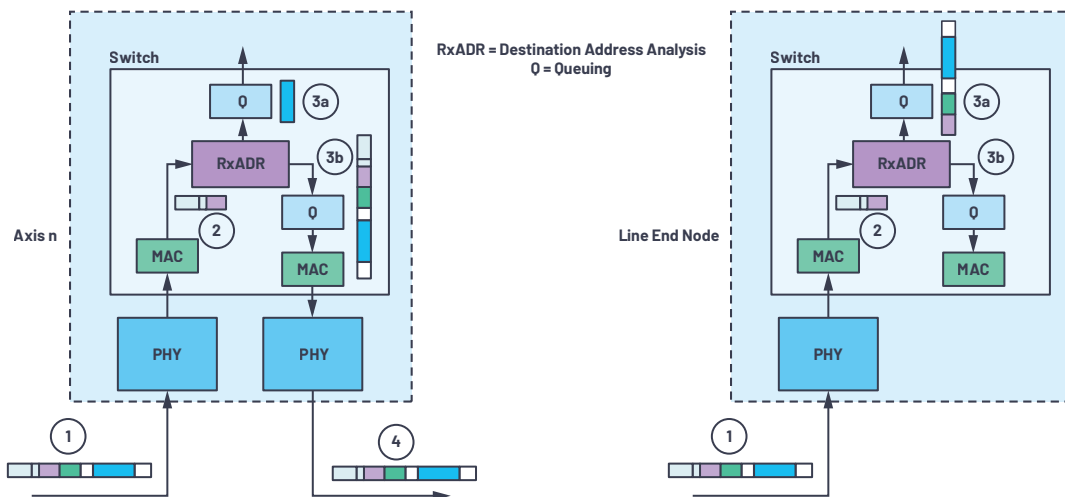 Switch
Q
3a
RxADR
3b
2
Q
Axis n
MAC
MAC
PHY
PHY
1
4
RxADR = Destination Address Analysis
Q = Queuing
Switch
Q
3a
RxADR
3b
2
Q
Line End Node
MAC
MAC
PHY
1